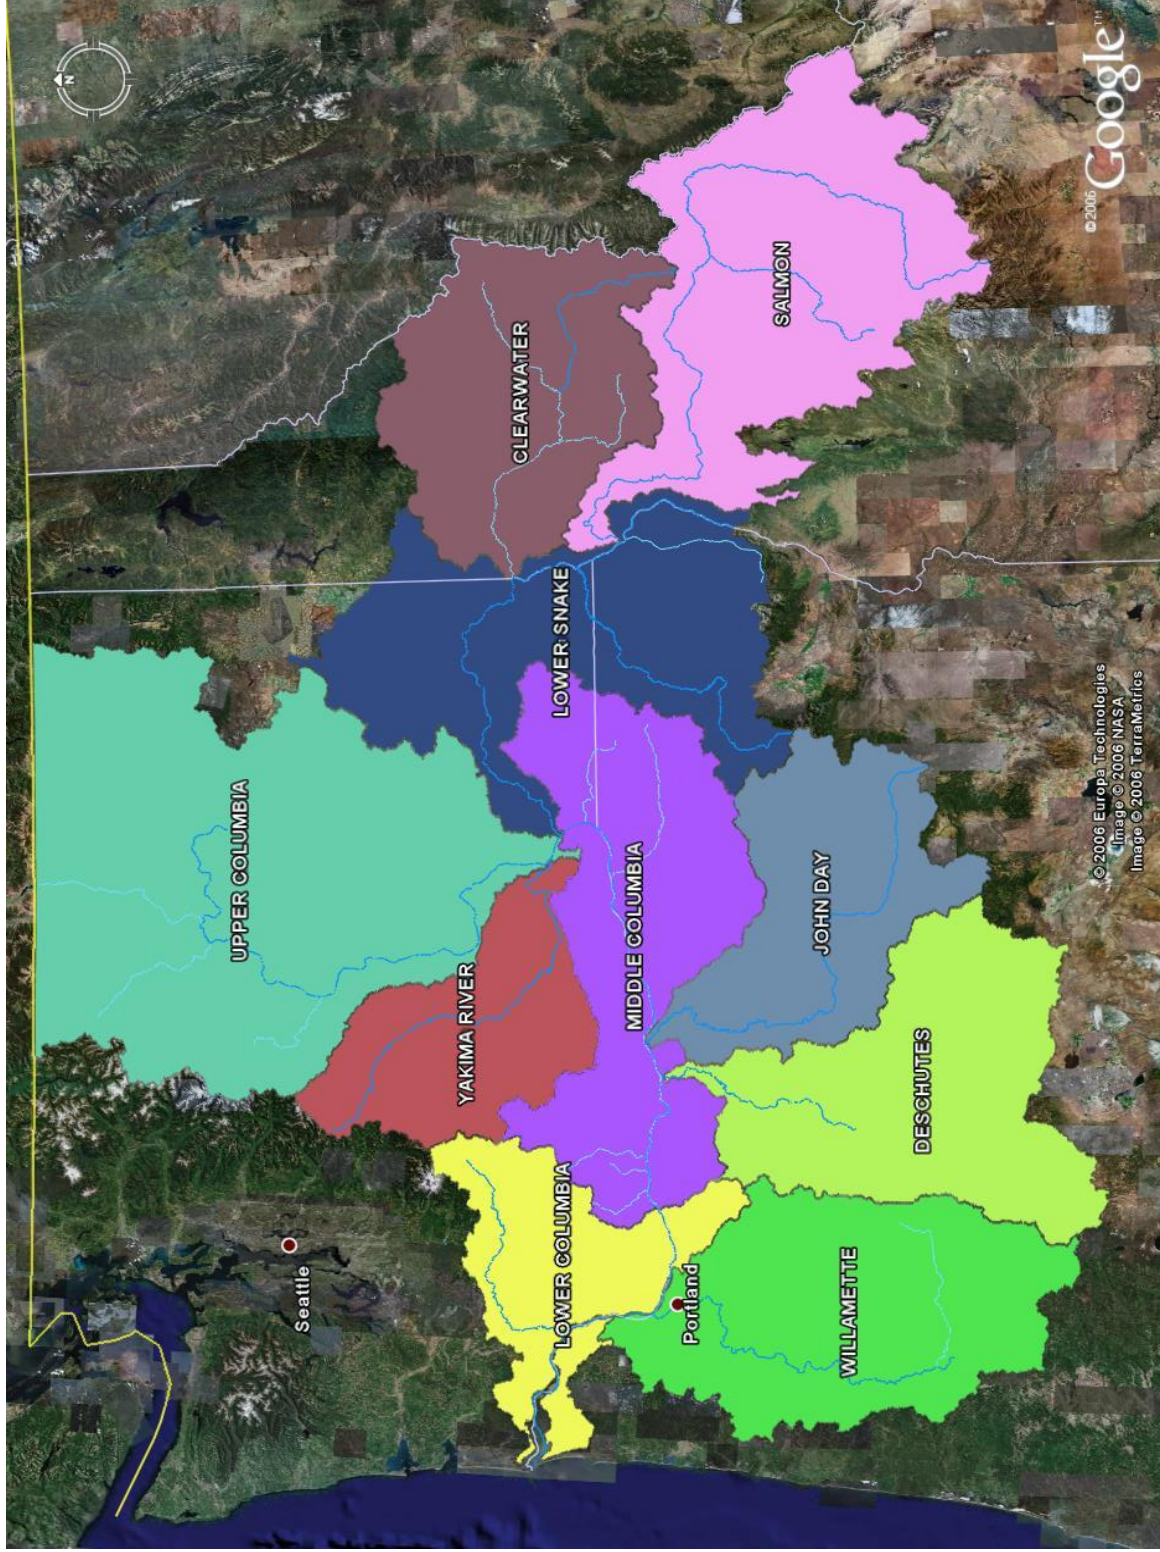 N
UPPER COLUMBIA
CLEARWATER
Seattle
YAKIMA RIVER
LOWER SNAKE
SALMON
LOWER COLUMBIA
MIDDLE COLUMBIA
Portland
WILLAMETTE
DESCHUTES
JOHN DAY
© 2006 Europa Technologies
Image © 2006 NASA
Image © 2006 TerraMetrics
©2006
Google™